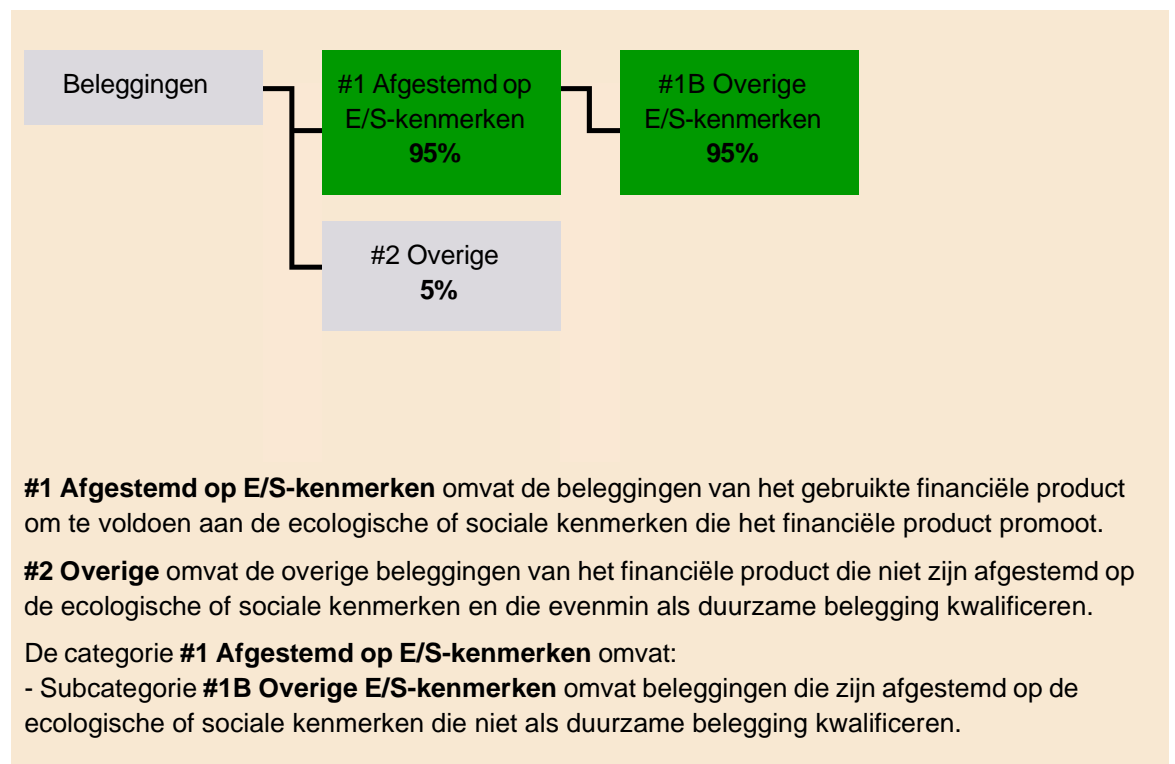 Beleggingen
#1 Afgestemd op
E/S-kenmerken
95%
#1B Overige
E/S-kenmerken
95%
#2 Overige
5%
#1 Afgestemd op E/S-kenmerken omvat de beleggingen van het gebruikte financiële product
om te voldoen aan de ecologische of sociale kenmerken die het financiële product promoot.
#2 Overige omvat de overige beleggingen van het financiële product die niet zijn afgestemd op
de ecologische of sociale kenmerken en die evenmin als duurzame belegging kwalificeren.
De categorie #1 Afgestemd op E/S-kenmerken omvat:
- Subcategorie #1B Overige E/S-kenmerken omvat beleggingen die zijn afgestemd op de
ecologische of sociale kenmerken die niet als duurzame belegging kwalificeren.